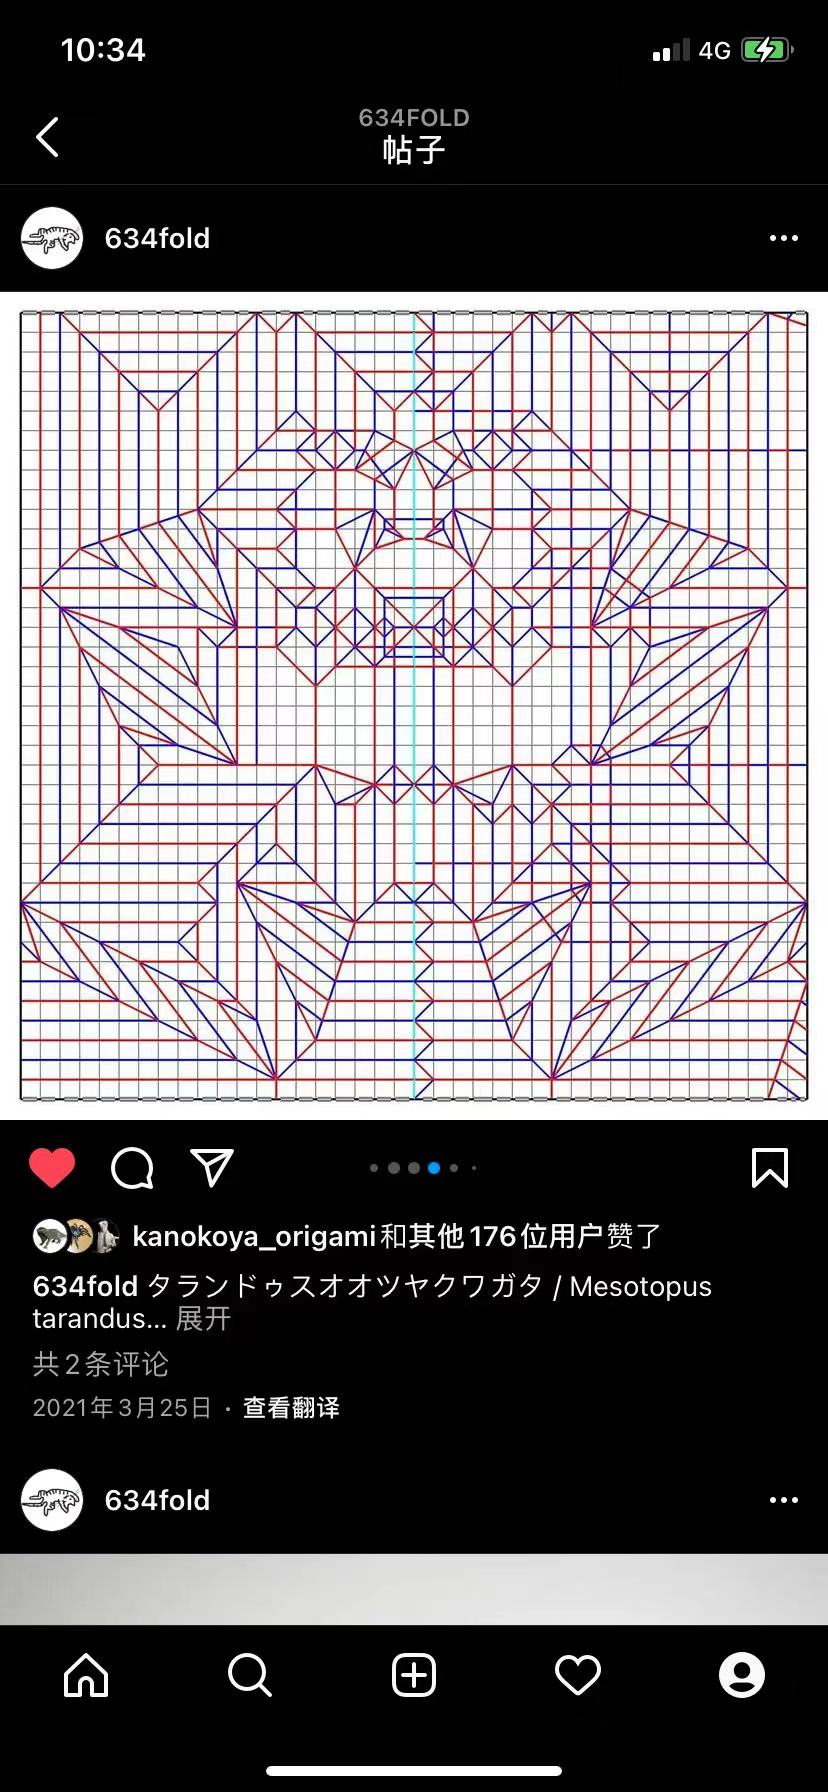 10:34
4G
634FOLD
帖子
634fold
kanokoya_origami和其他176位用户赞了
634fold タランドゥスオオツヤクワガタ / Mesotopus
tarandus... 展开
共2条评论
2021年3月25日 · 查看翻译
634fold